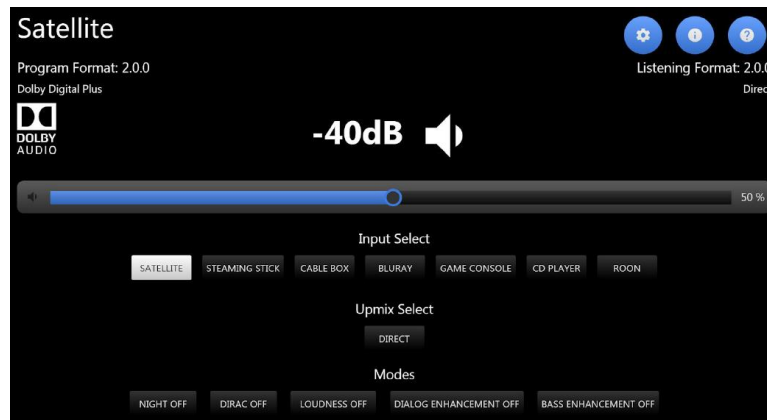 Satellite
Program Format: 2.0.0
Listening Format: 2.0.0
Dolby Digital Plus
Direc
DOLBY
AUDIO
-40dB
50 %
Input Select
SATELLITE STEAMING STICK CABLE BOX BLURAY GAME CONSOLE CD PLAYER ROON
Upmix Select
DIRECT
Modes
NIGHT OFF DIRAC OFF LOUDNESS OFF DIALOG ENHANCEMENT OFF BASS ENHANCEMENT OFF